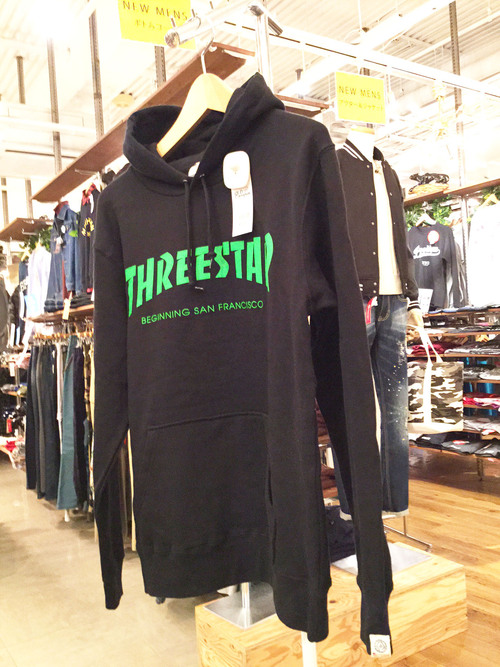 NEW MENS
NEW MENS
THREESTAR
BEGINNING SAN FRANCISCO